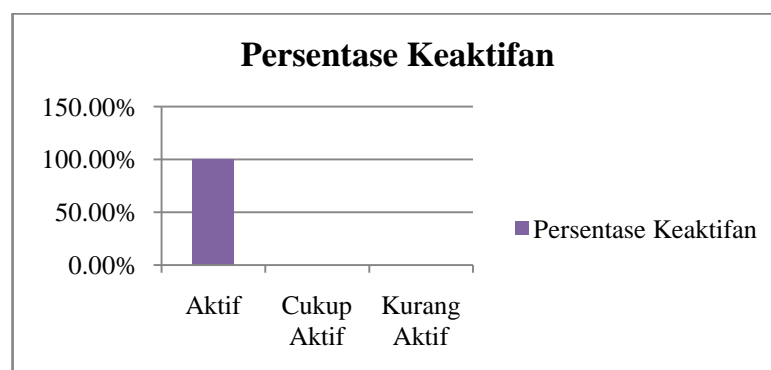 Persentase Keaktifan
150.00%
100.00%
50.00%
0.00%
Aktif
Cukup
Aktif
Kurang
Aktif
Persentase Keaktifan